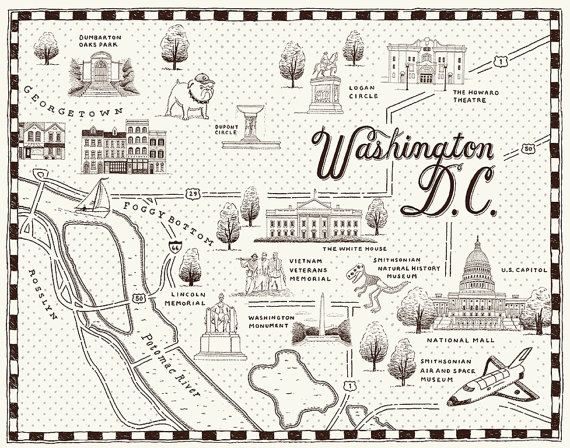 DUMBARTON
OAKS PARK
GEORGETOWN
DUPONT
CIRCLE
LOGAN
CIRCLE
THE HOWARD
THEATRE
1
50
Washington
D.C.
29
FOGGY BOTTOM
66
THE WHITE HOUSE
ROSSLYN
50
LINCOLN
MEMORIAL
VIETNAM
VETERANS
MEMORIAL
SMITHSONIAN
NATURAL HISTORY
MUSEUM
U.S. CAPITOL
WASHINGTON
MONUMENT
Potomac River
NATIONAL MALL
SMITHSONIAN
AIR AND SPACE
MUSEUM
1